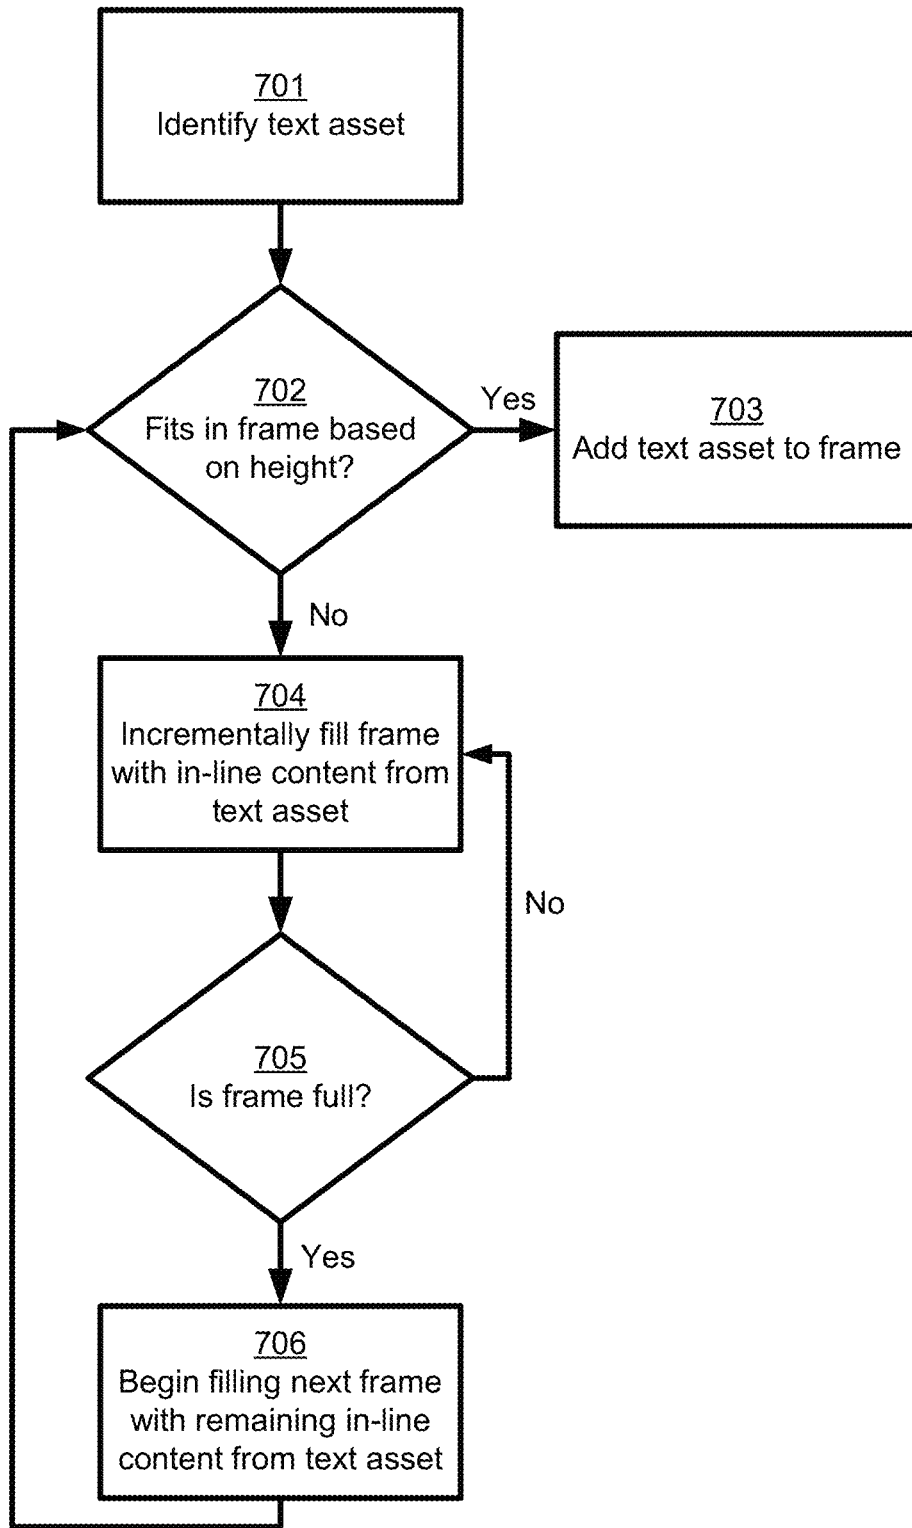 701
Identify text asset
702
Fits in frame based
on height?
Yes
703
Add text asset to frame
No
704
Incrementally fill frame
with in-line content from
text asset
No
705
Is frame full?
Yes
706
Begin filling next frame
with remaining in-line
content from text asset